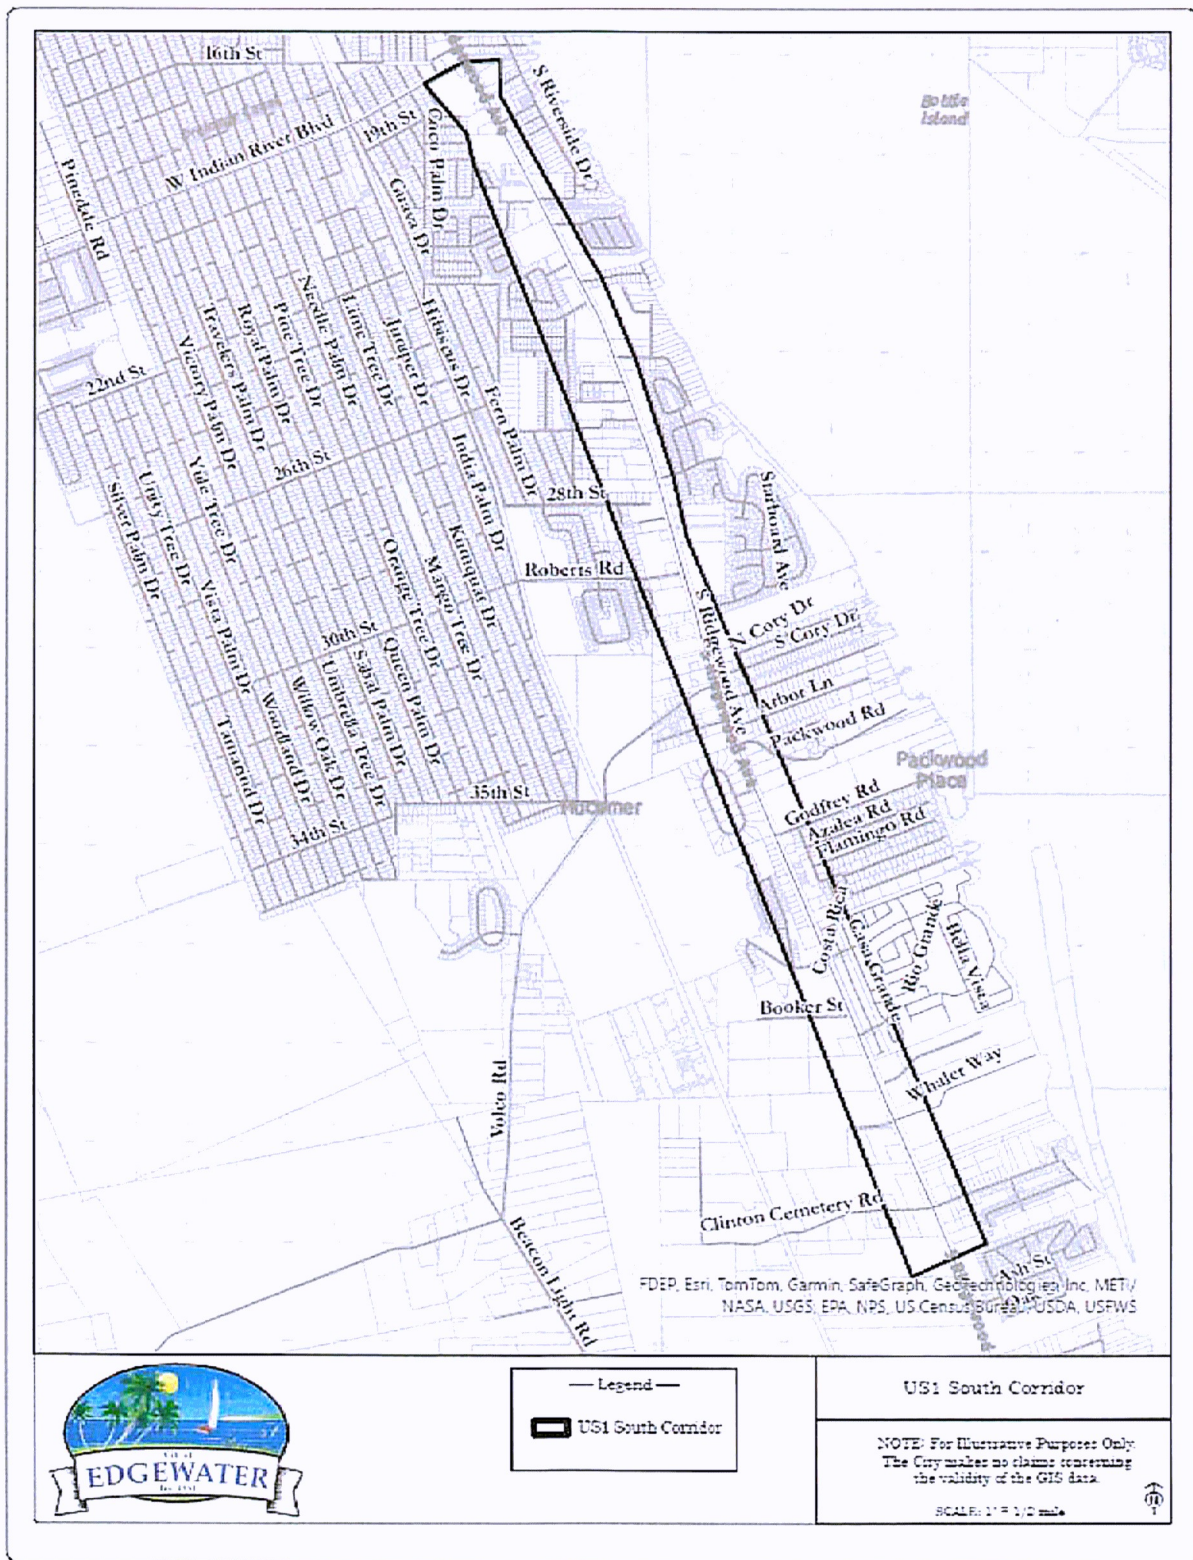 16th St
S Riverside Dr
Bottle
Island
W Indian River Blvd
19th St
Coco Palm Dr
Pinedale Rd
Guava Dr
Needle Palm Dr
Pine Tree Dr
Royal Palm Dr
Travelers Palm Dr
Victory Palm Dr
Lime Tree Dr
Juniper Dr
Hibiscus Dr
22nd St
Fern Palm Dr
26th St
India Palm Dr
28th St
Starboard Ave
Silver Palm Dr
Unity Tree Dr
Yule Tree Dr
Kumquat Dr
Mango Tree Dr
Orange Tree Dr
Roberts Rd
S Ridgewood Ave
N Cory Dr
S Cory Dr
Vista Palm Dr
30th St
Queen Palm Dr
Sabal Palm Dr
Umbrella Tree Dr
Willow Oak Dr
Woodland Dr
Tamarind Dr
Arbor Ln
Packwood Rd
Packwood
Place
35th St
Godfrey Rd
Azalea Rd
Flamingo Rd
34th St
Costa Rica
Casa Grande
Rio Grande
Bella Vista
Booker St
Volco Rd
Whaler Way
Clinton Cemetery Rd
Beacon Light Rd
Ash St
Oak
FDEP, Esri, TomTom, Garmin, SafeGraph, GeoTechnologies, Inc, METI/
NASA, USGS, EPA, NPS, US Census Bureau, USDA, USFWS
EDGEWATER
Legend
US1 South Corridor
US1 South Corridor
NOTE: For Illustrative Purposes Only.
The City makes no claims concerning
the validity of the GIS data.
SCALE: 1" = 1/2 mile